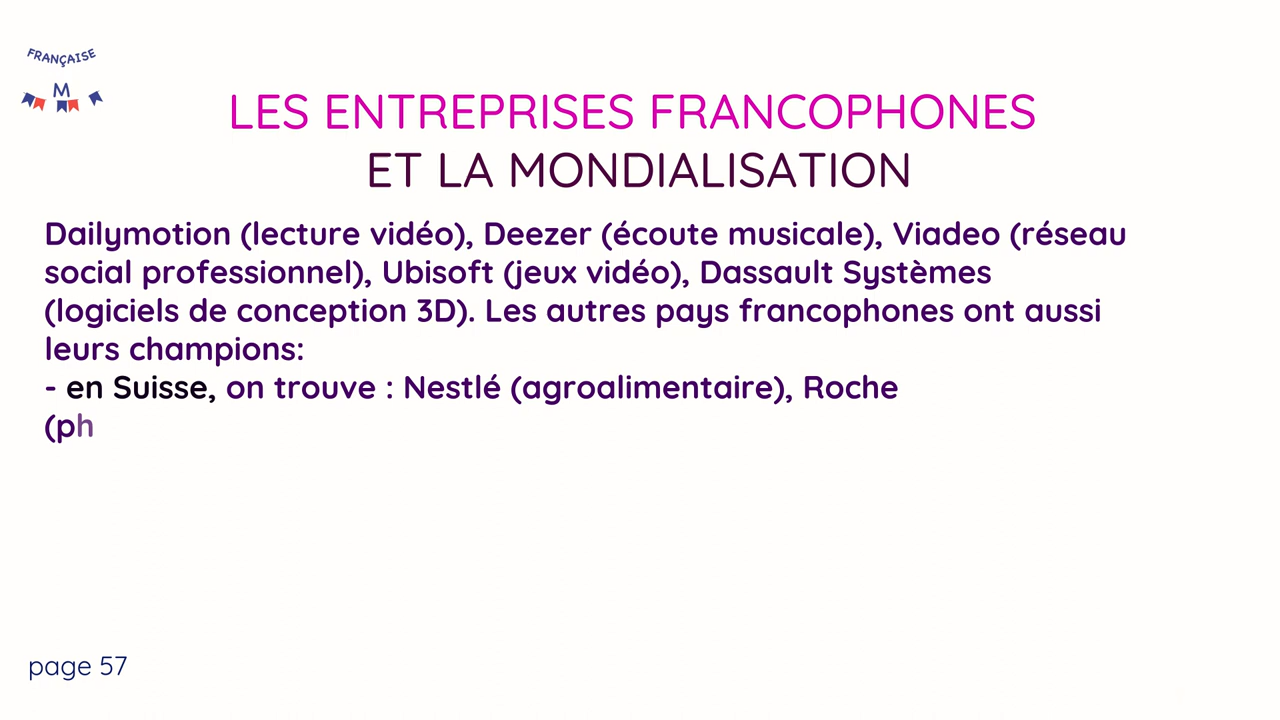 FRANÇAISE
M
LES ENTREPRISES FRANCOPHONES
ET LA MONDIALISATION
Dailymotion (lecture vidéo), Deezer (écoute musicale), Viadeo (réseau
social professionnel), Ubisoft (jeux vidéo), Dassault Systèmes
(logiciels de conception 3D). Les autres pays francophones ont aussi
leurs champions:
- en Suisse, on trouve : Nestlé (agroalimentaire), Roche
(ph
page 57